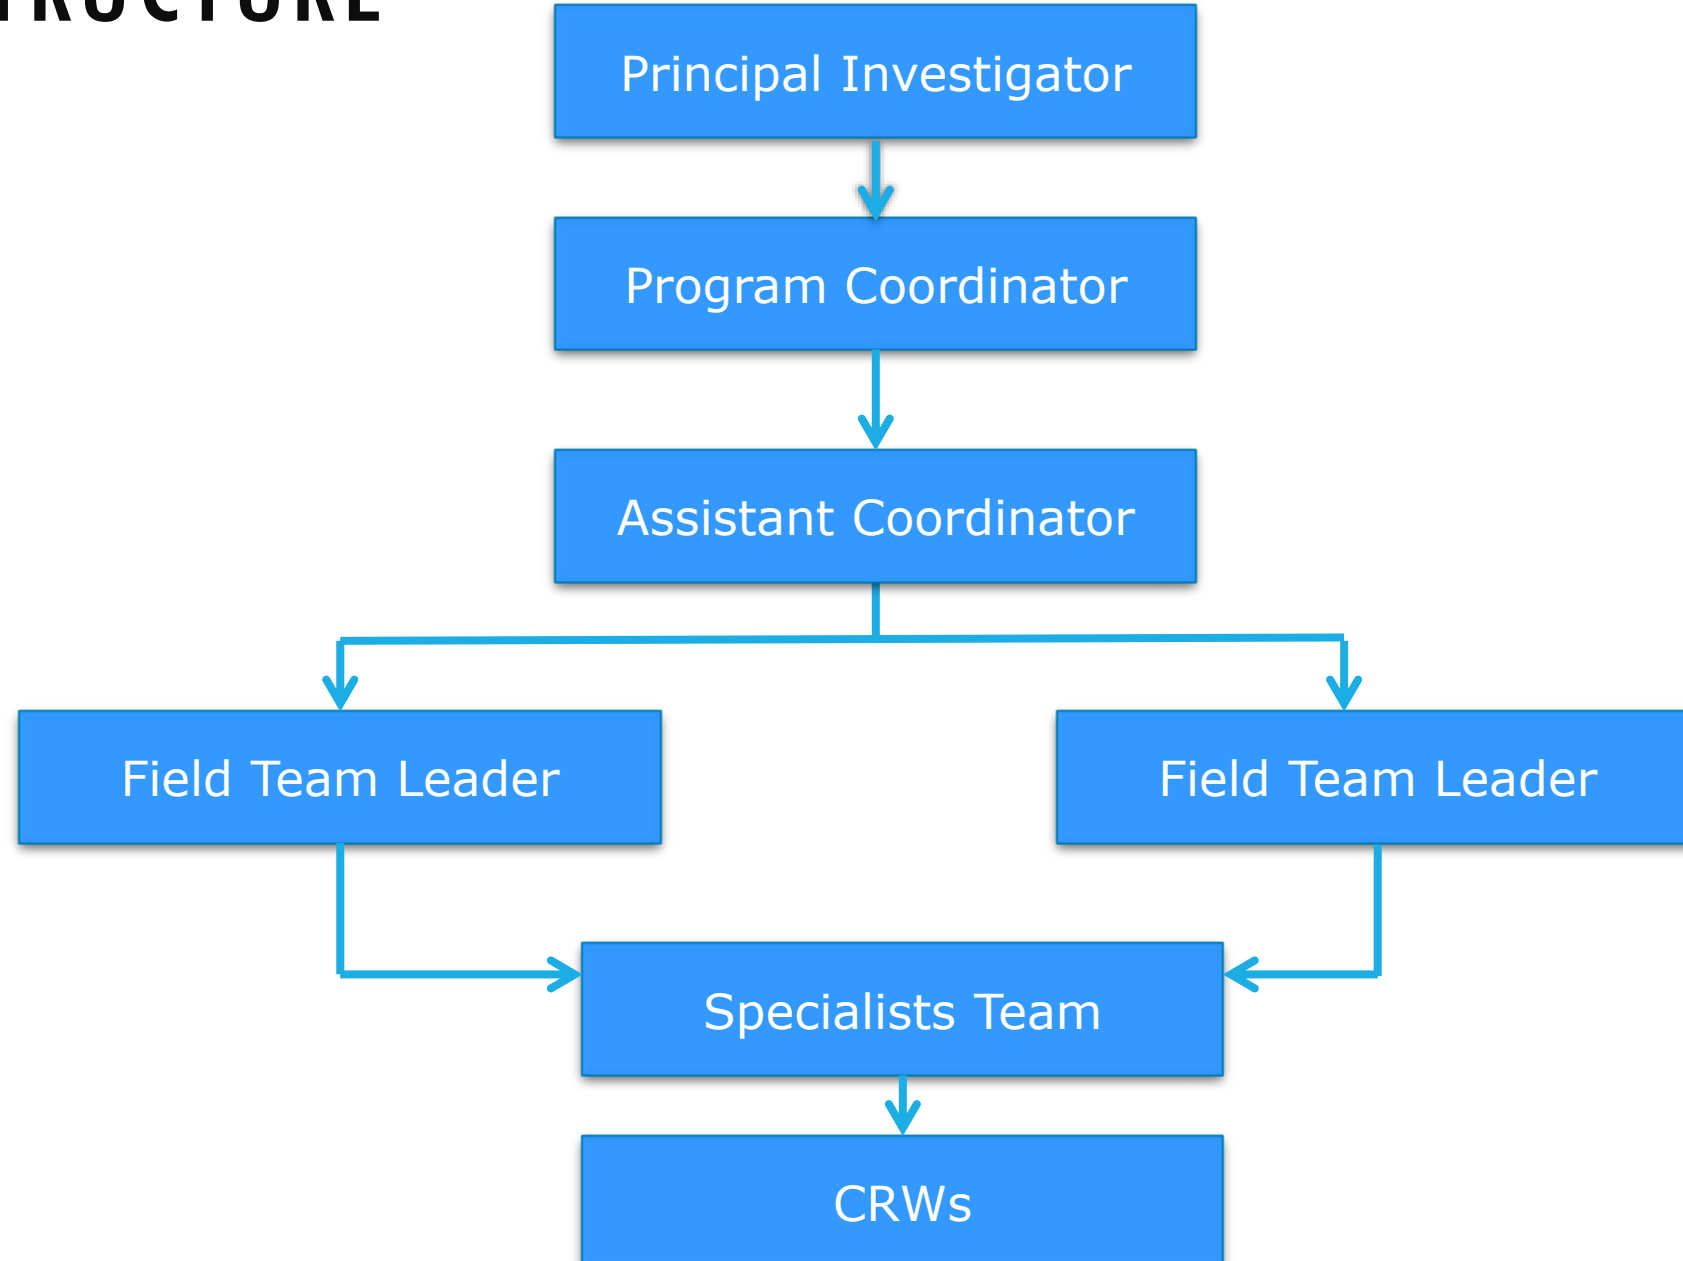 Principal Investigator
Program Coordinator
Assistant Coordinator
Field Team Leader
Field Team Leader
Specialists Team
CRWs